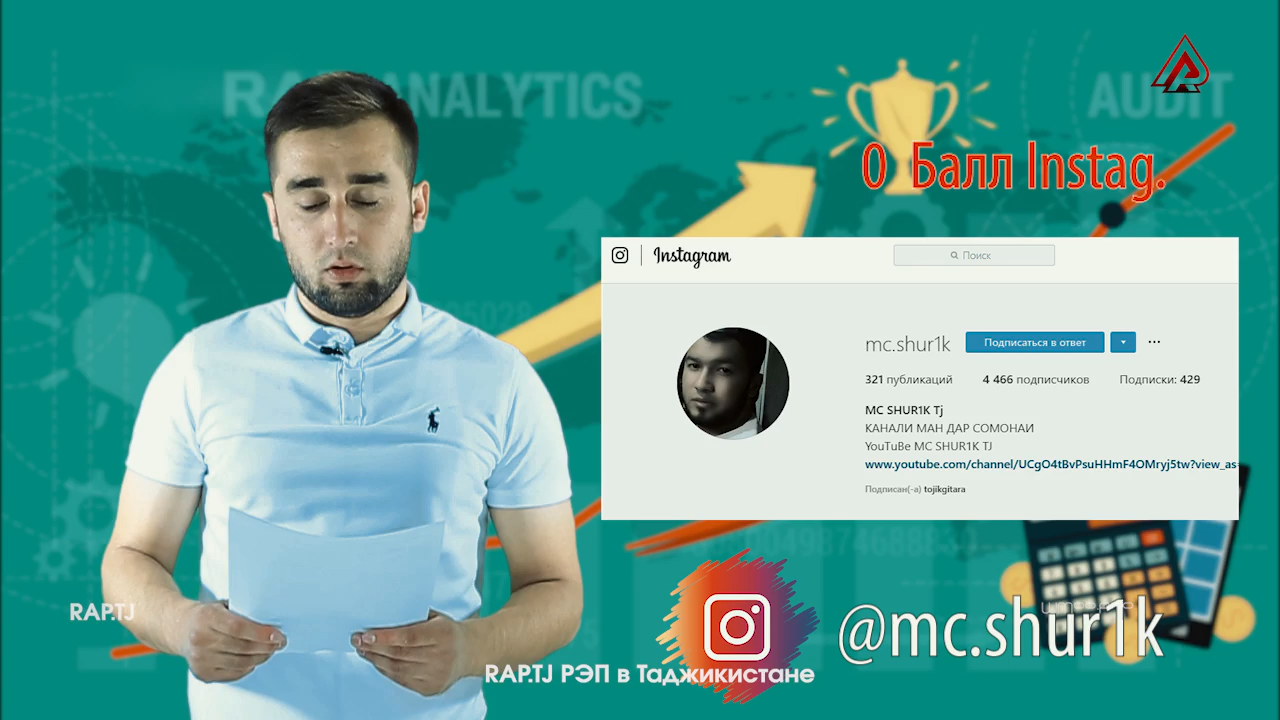 ANALYTICS
AUDIT
0 Балл Instag.
Instagram
Поиск
mc.shur1k
Подписаться в ответ
321 публикаций
4 466 подписчиков
Подписки: 429
MC SHUR1K Tj
КАНАЛИ МАН ДАР СОМОНАИ
YouTuBe MC SHUR1K TJ
www.youtube.com/channel/UCgO4tBvPsuHHmF4OMryj5tw?view_as
Подписан(-а) tojikgitara
RAP.TJ
@mc.shur1k
RAP.TJ РЭП в Таджикистане